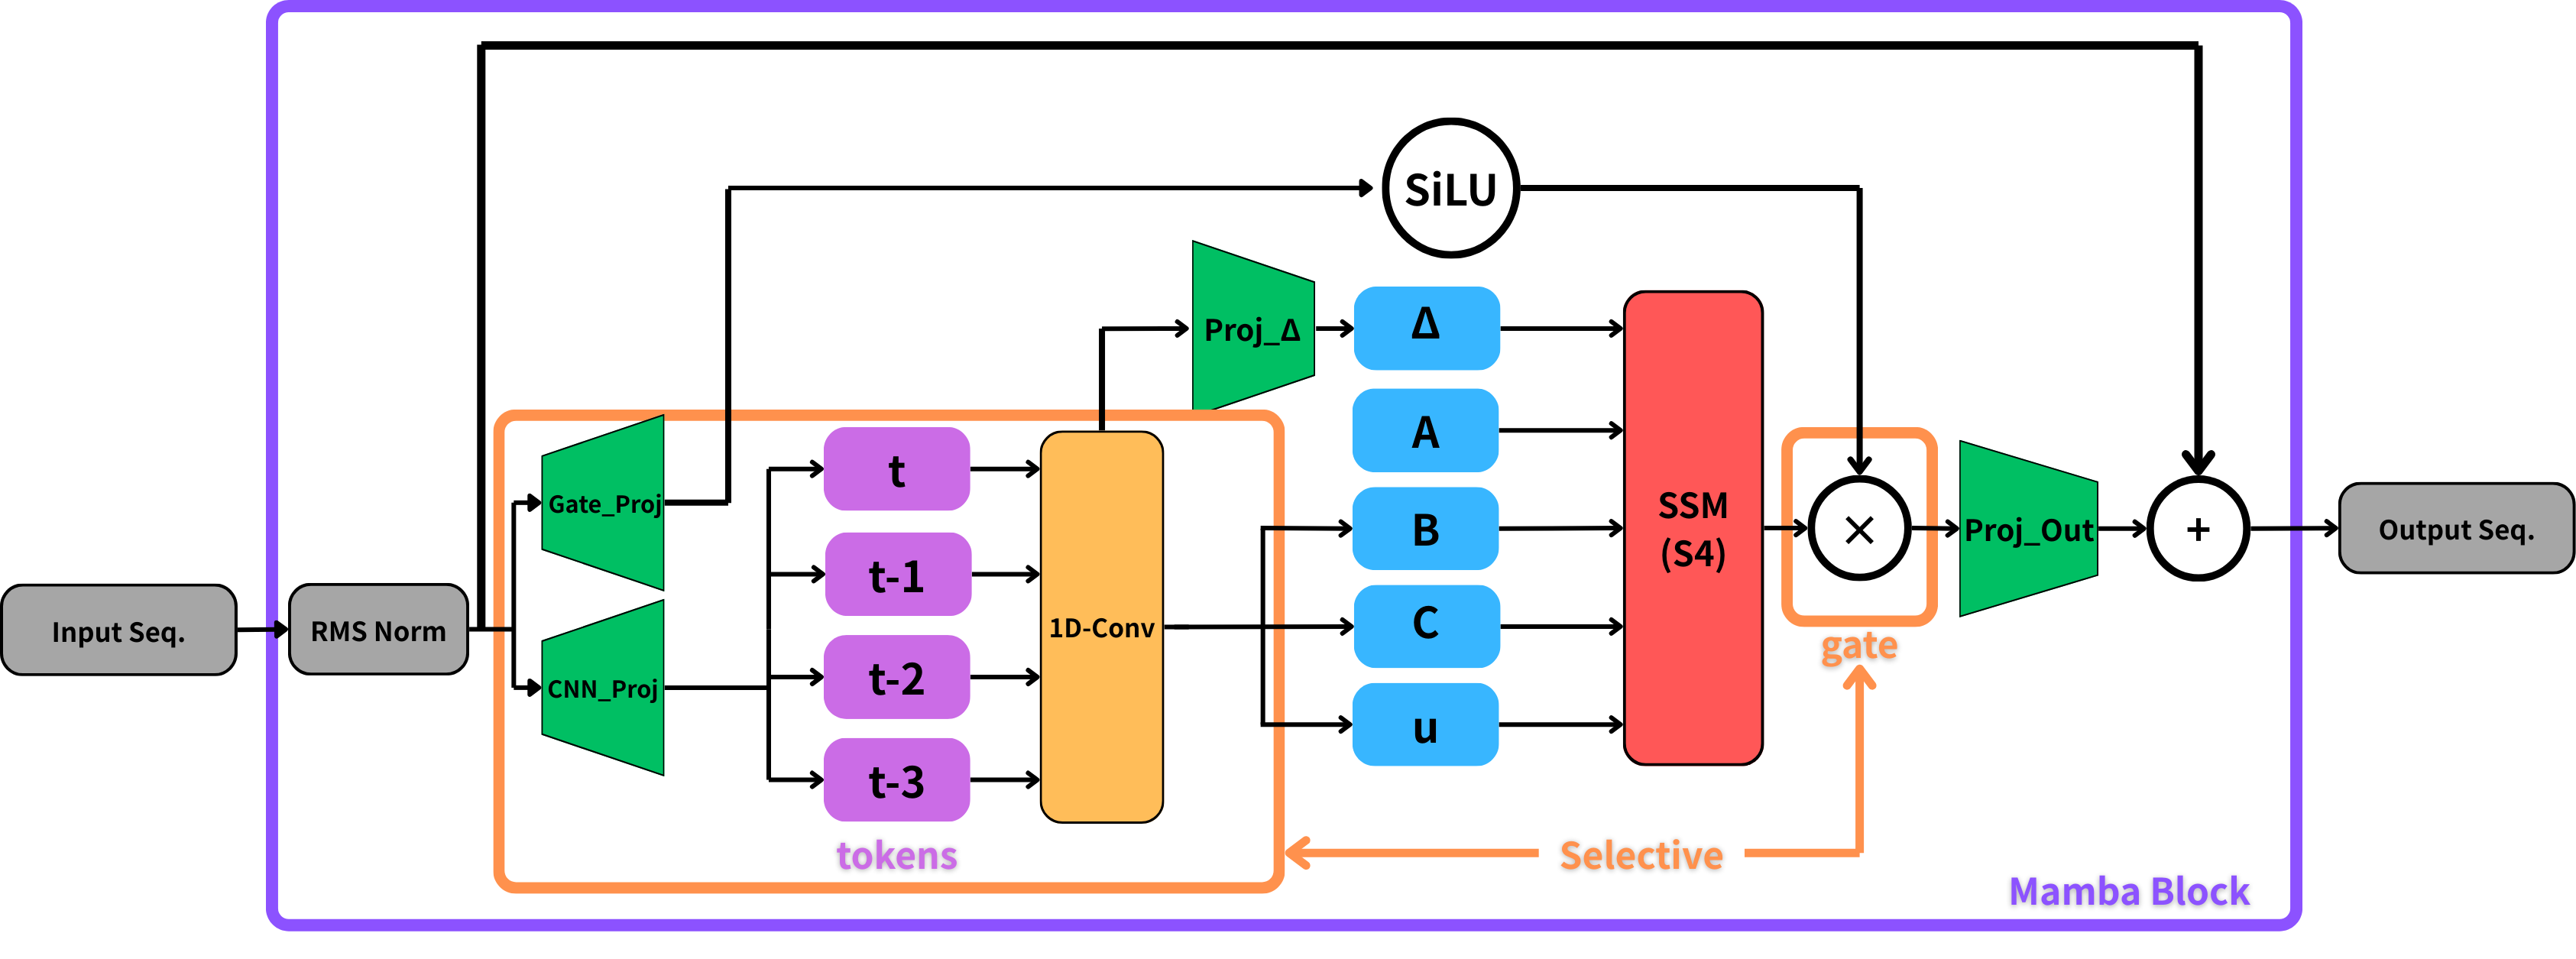 Input Seq.
RMS Norm
Gate_Proj
CNN_Proj
t
t-1
t-2
t-3
tokens
1D-Conv
Proj_Δ
SiLU
Δ
A
B
C
u
SSM
(S4)
×
gate
Selective
Proj_Out
+
Output Seq.
Mamba Block